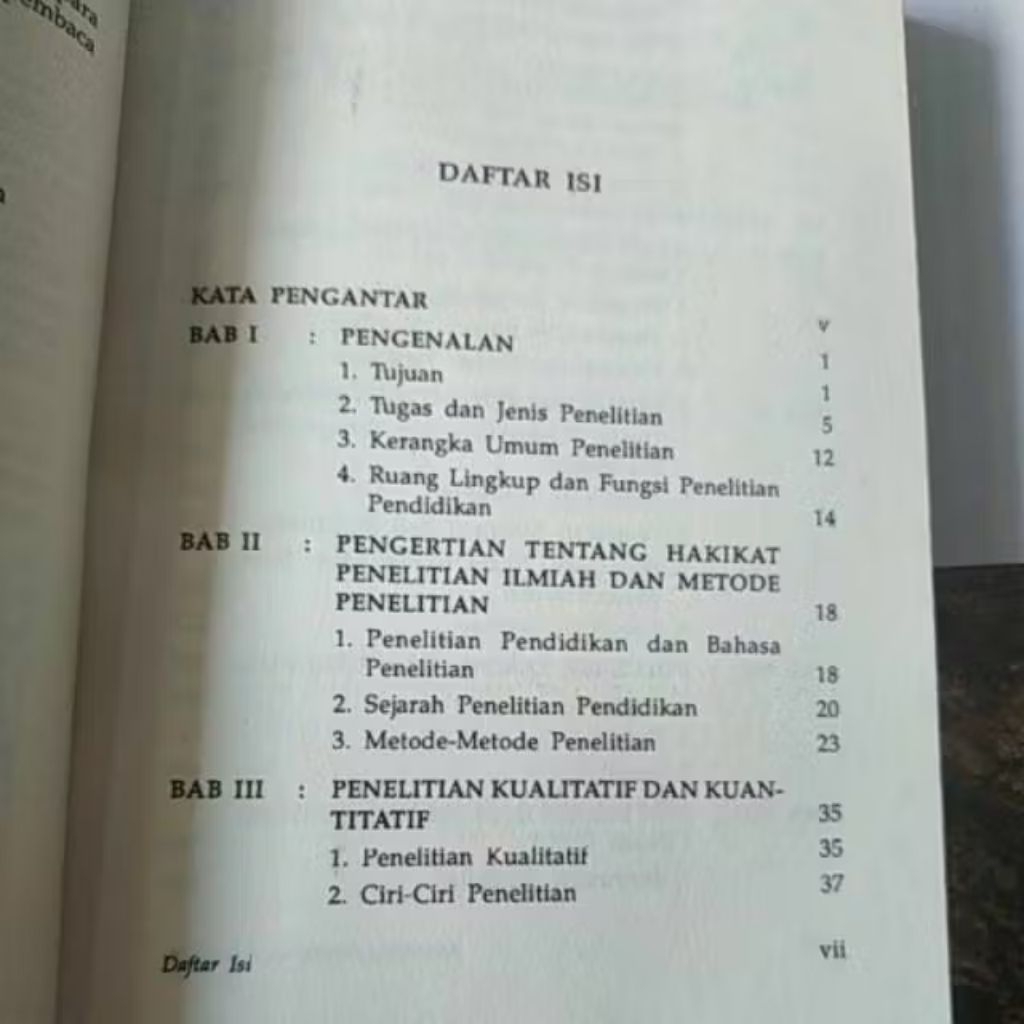 para
pembaca
DAFTAR ISI
KATA PENGANTAR v
BAB I : PENGENALAN 1
1. Tujuan 1
2. Tugas dan Jenis Penelitian 5
3. Kerangka Umum Penelitian 12
4. Ruang Lingkup dan Fungsi Penelitian
Pendidikan 14
BAB II : PENGERTIAN TENTANG HAKIKAT
PENELITIAN ILMIAH DAN METODE
PENELITIAN 18
1. Penelitian Pendidikan dan Bahasa
Penelitian 18
2. Sejarah Penelitian Pendidikan 20
3. Metode-Metode Penelitian 23
BAB III : PENELITIAN KUALITATIF DAN KUAN-
TITATIF 35
1. Penelitian Kualitatif 35
2. Ciri-Ciri Penelitian 37
Daftar Isi vii